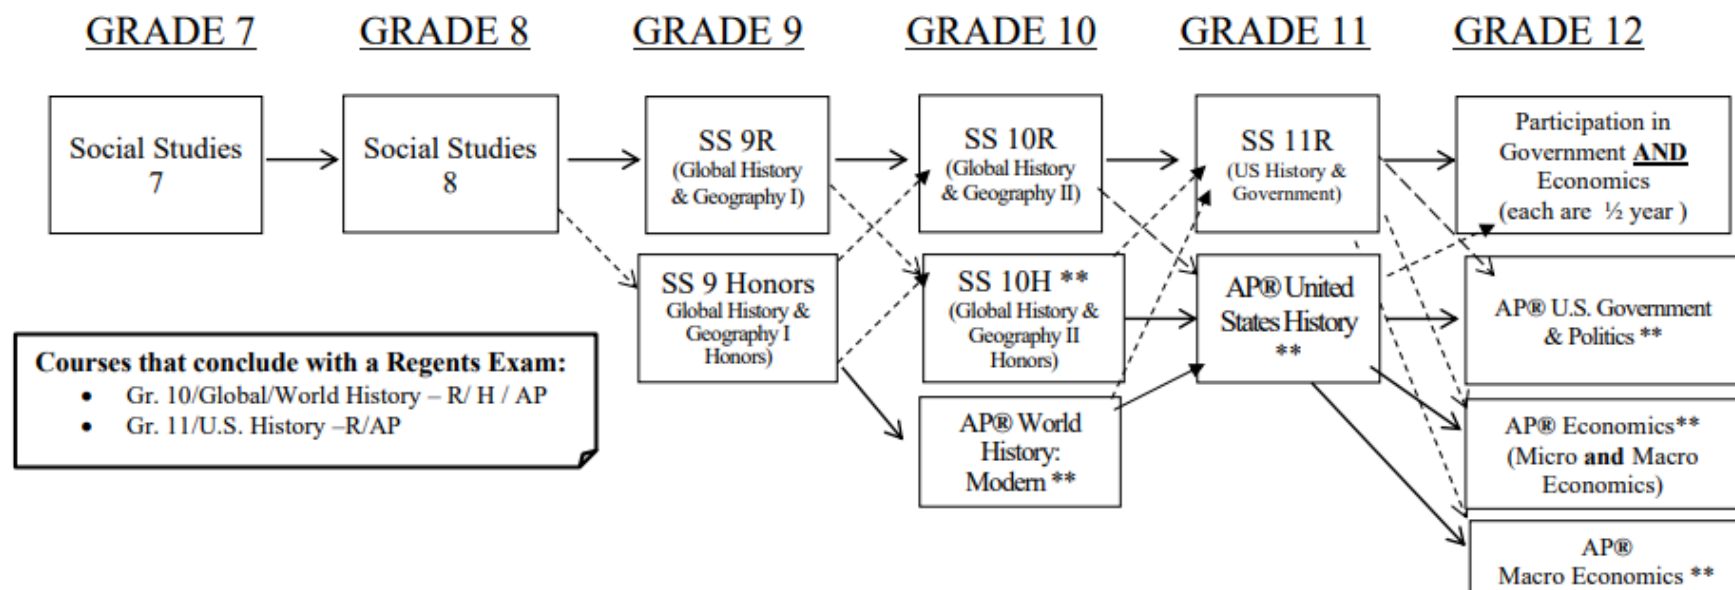 GRADE 7
GRADE 8
GRADE 9
GRADE 10
GRADE 11
GRADE 12
Social Studies
7
Social Studies
8
SS 9R
(Global History
& Geography I)
SS 9 Honors
Global History &
Geography I
Honors)
SS 10R
(Global History
& Geography II)
SS 10H **
(Global History &
Geography II
Honors)
AP® World
History:
Modern **
SS 11R
(US History &
Government)
AP® United
States History
**
Participation in
Government AND
Economics
(each are ½ year )
AP® U.S. Government
& Politics **
AP® Economics**
(Micro and Macro
Economics)
AP®
Macro Economics **
Courses that conclude with a Regents Exam:
• Gr. 10/Global/World History – R/ H / AP
• Gr. 11/U.S. History –R/AP